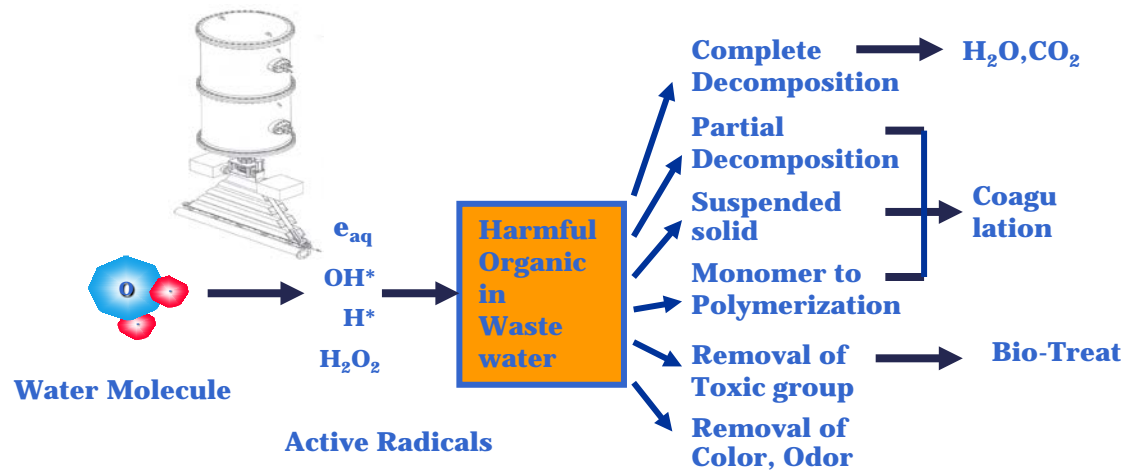 Complete
Decomposition
H₂O,CO₂
Partial
Decomposition
Suspended
solid
Coagu
lation
Monomer to
Polymerization
Removal of
Toxic group
Bio-Treat
Removal of
Color, Odor
e_aq
OH*
H*
H₂O₂
Harmful
Organic
in
Waste
water
O
Water Molecule
Active Radicals